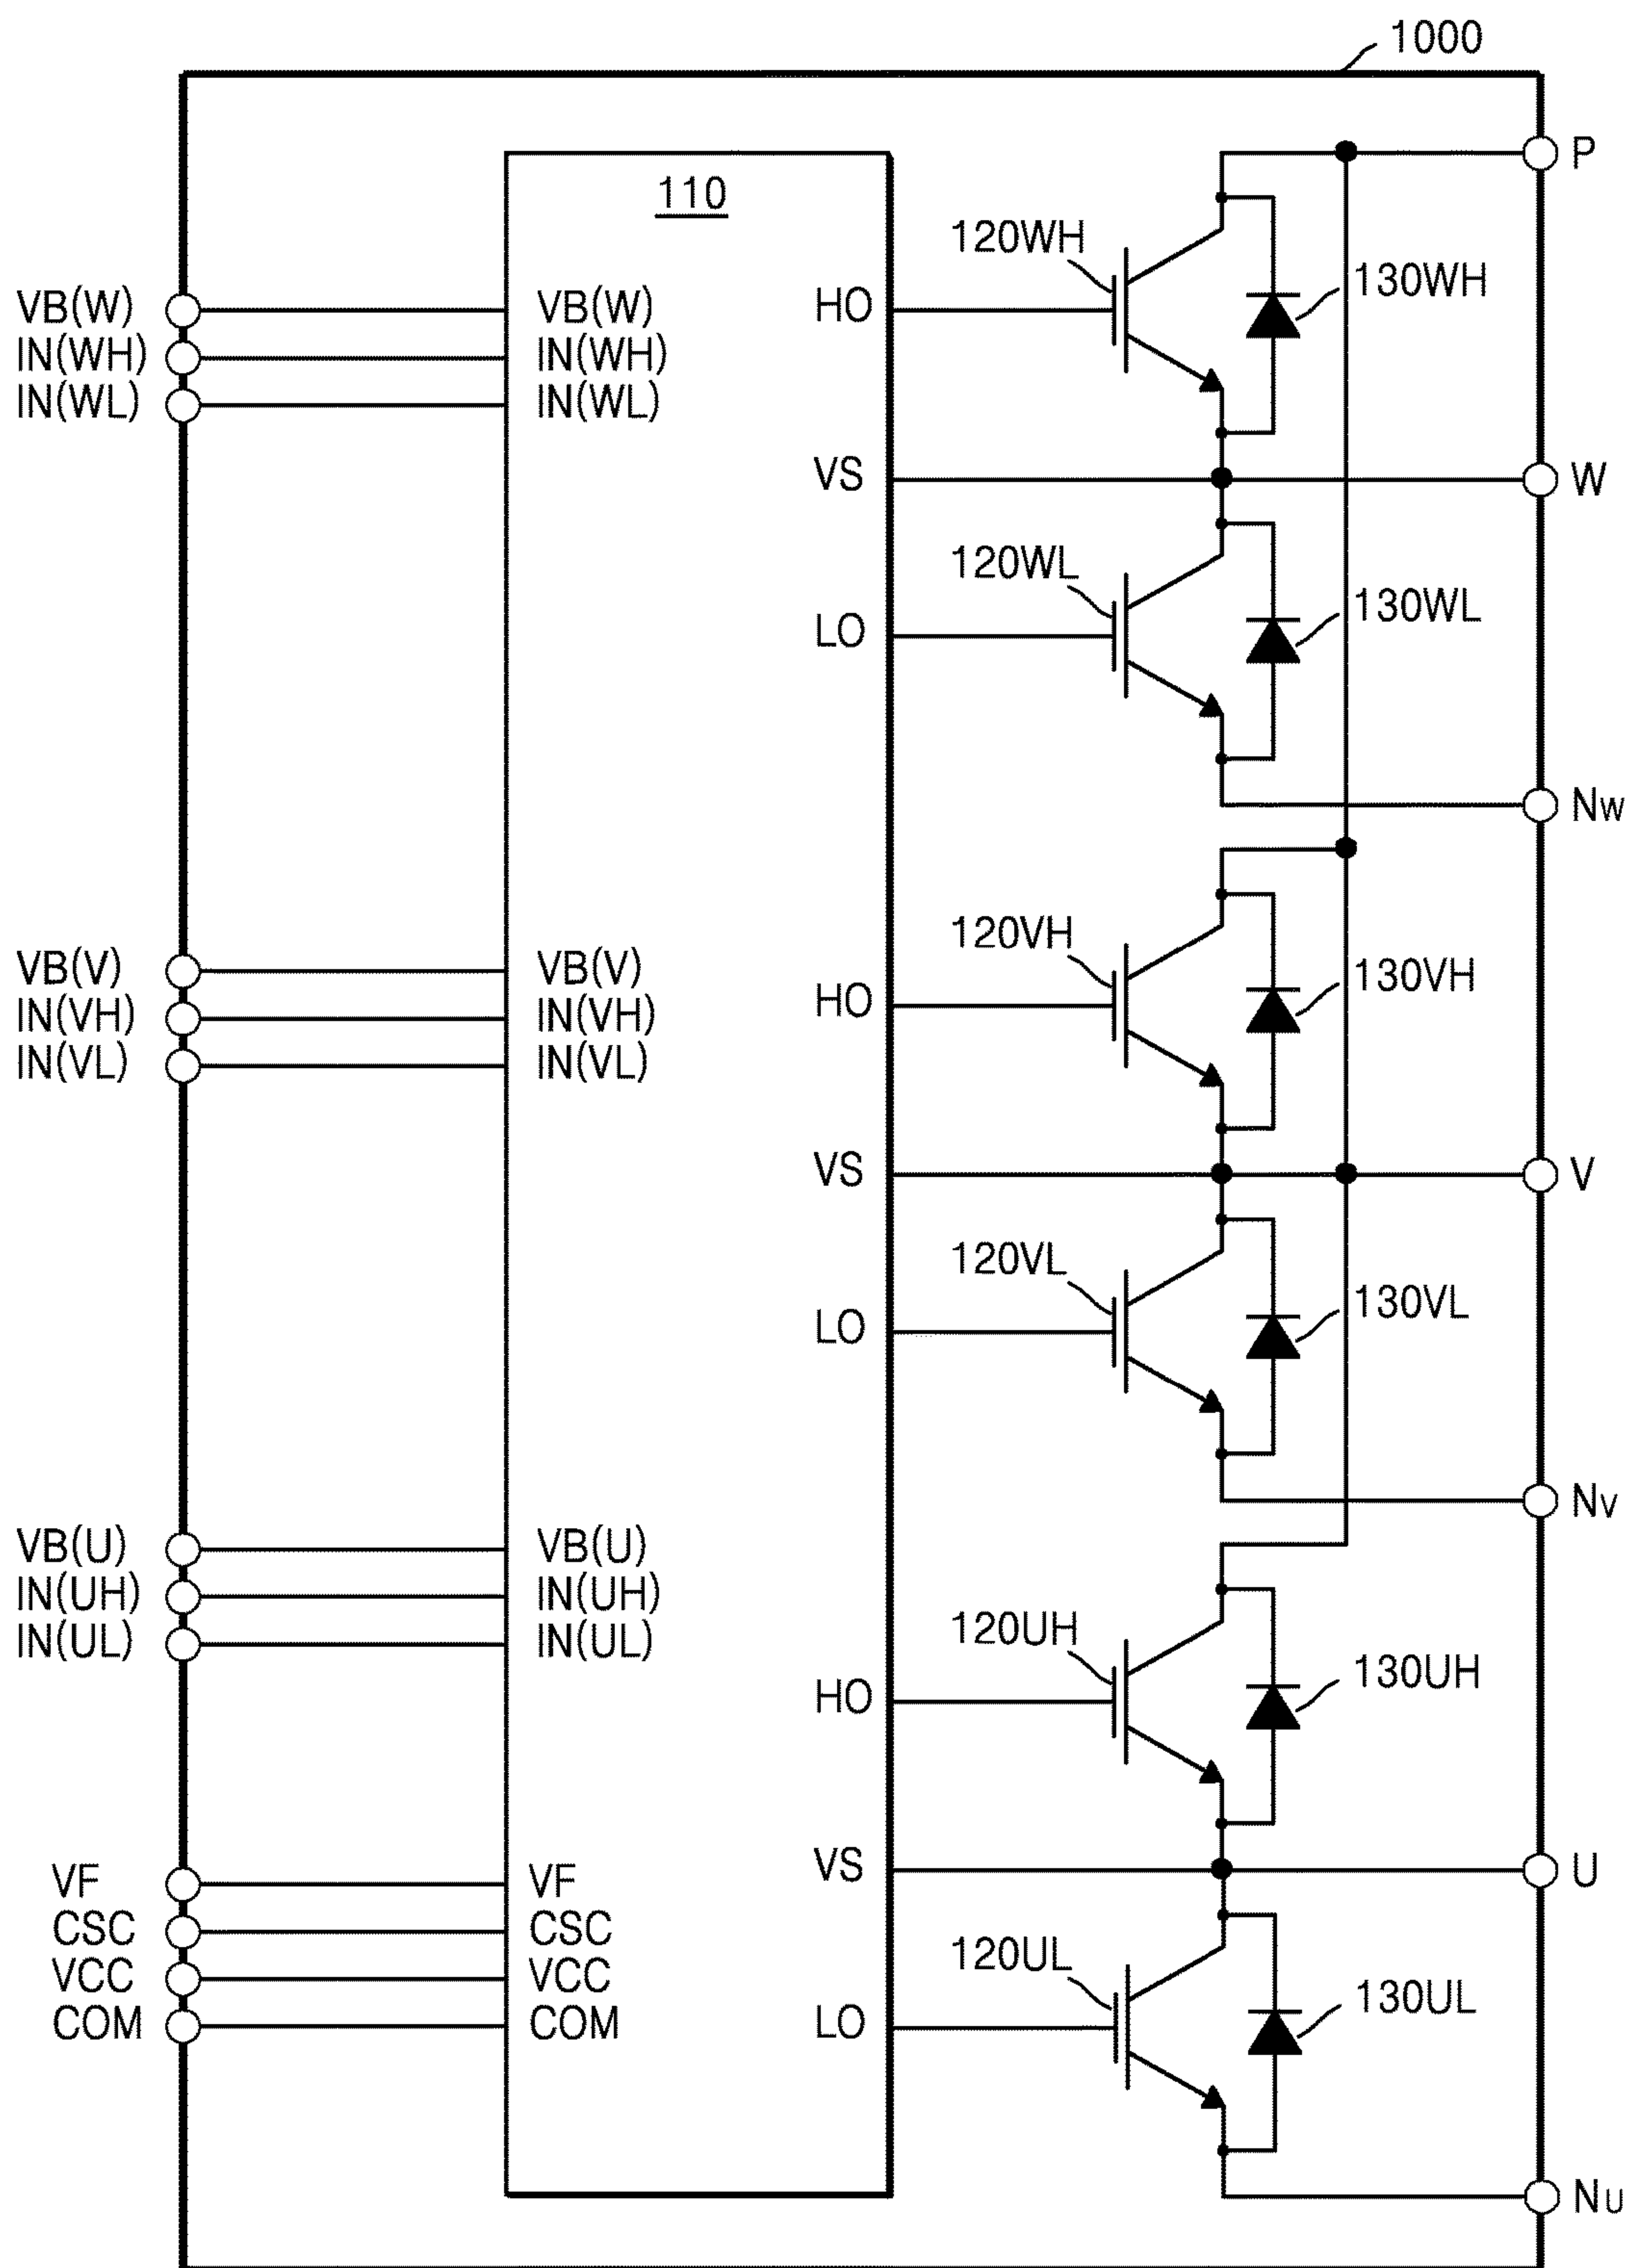 1000
P
110
120WH
130WH
VB(W) VB(W) HO
IN(WH) IN(WH)
IN(WL) IN(WL)
VS W
120WL
130WL
LO
NW
120VH
130VH
VB(V) VB(V)
IN(VH) IN(VH) HO
IN(VL) IN(VL)
VS V
120VL
130VL
LO
NV
VB(U) VB(U)
IN(UH) IN(UH)
IN(UL) IN(UL)
120UH
130UH
HO
VS U
VF VF
CSC CSC
120UL
VCC VCC
130UL
COM COM LO
NU